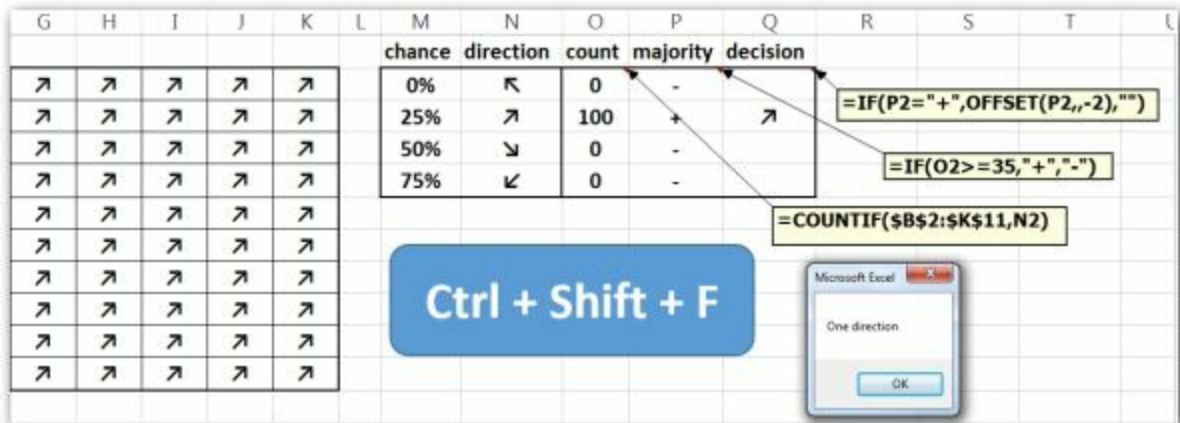 G H I J K L M N O P Q R S T
chance direction count majority decision
↗ ↗ ↗ ↗ ↗ 0% ↖ 0 -
=IF(P2="+",OFFSET(P2,,-2),"")
↗ ↗ ↗ ↗ ↗ 25% ↗ 100 + ↗
↗ ↗ ↗ ↗ ↗ 50% ↘ 0 -
=IF(O2>=35,"+","-")
↗ ↗ ↗ ↗ ↗ 75% ↙ 0 -
↗ ↗ ↗ ↗ ↗
=COUNTIF($B$2:$K$11,N2)
↗ ↗ ↗ ↗ ↗
↗ ↗ ↗ ↗ ↗
Microsoft Excel x
↗ ↗ ↗ ↗ ↗
Ctrl + Shift + F
One direction
↗ ↗ ↗ ↗ ↗
↗ ↗ ↗ ↗ ↗
OK